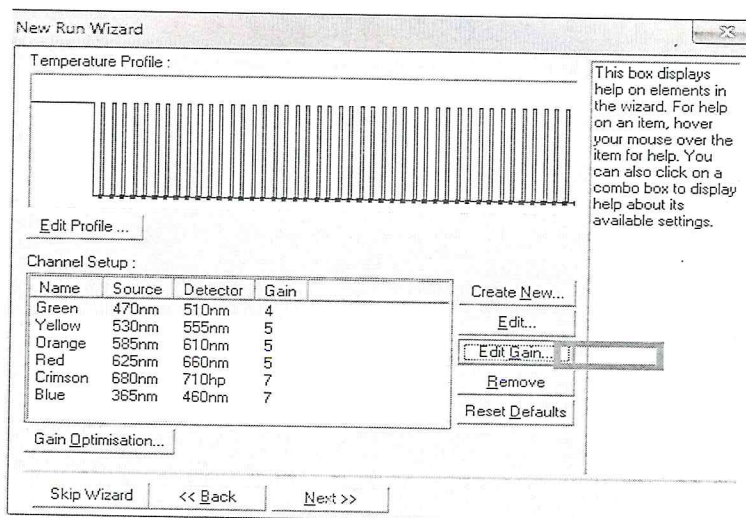 New Run Wizard
Temperature Profile :
This box displays
help on elements in
the wizard. For help
on an item, hover
your mouse over the
item for help. You
can also click on a
combo box to display
help about its
available settings.
Edit Profile ...
Channel Setup :
Name Source Detector Gain
Green 470nm 510nm 4
Yellow 530nm 555nm 5
Orange 585nm 610nm 5
Red 625nm 660nm 5
Crimson 680nm 710hp 7
Blue 365nm 460nm 7
Create New...
Edit...
Edit Gain...
Remove
Reset Defaults
Gain Optimisation...
Skip Wizard << Back Next >>